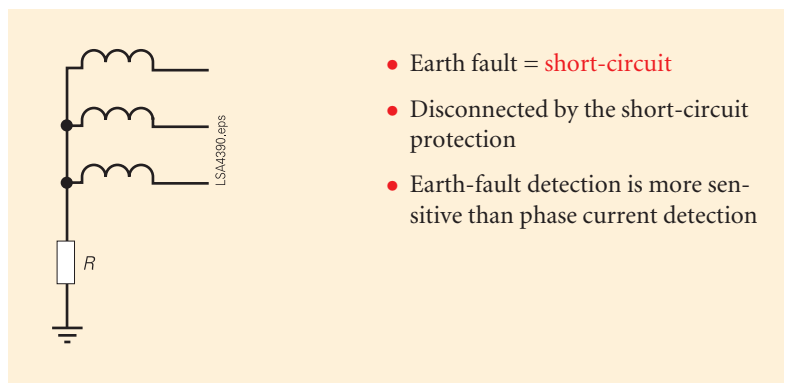 LSA4390.eps
R
• Earth fault = short-circuit
• Disconnected by the short-circuit
protection
• Earth-fault detection is more sen-
sitive than phase current detection